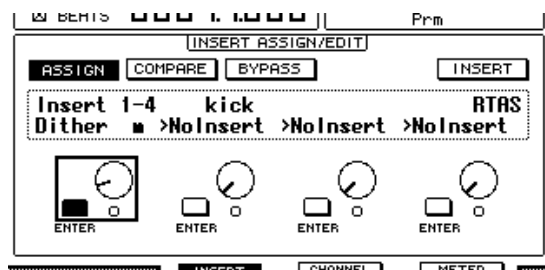 BEATS Prm
INSERT ASSIGN/EDIT
ASSIGN COMPARE BYPASS INSERT
Insert 1-4 kick RTAS
Dither m >NoInsert >NoInsert >NoInsert
ENTER ENTER ENTER ENTER
INSERT CHANNEL METER